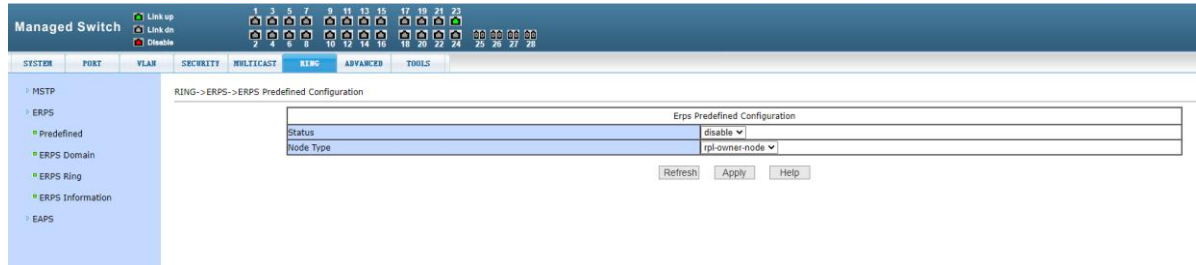 Managed Switch
Link up
Link dn
Disable
1 3 5 7 9 11 13 15 17 19 21 23
2 4 6 8 10 12 14 16 18 20 22 24 25 26 27 28
SYSTEM PORT VLAN SECURITY MULTICAST RING ADVANCED TOOLS
MSTP
ERPS
Predefined
ERPS Domain
ERPS Ring
ERPS Information
EAPS
RING->ERPS->ERPS Predefined Configuration
Erps Predefined Configuration
Status disable
Node Type rpl-owner-node
Refresh Apply Help